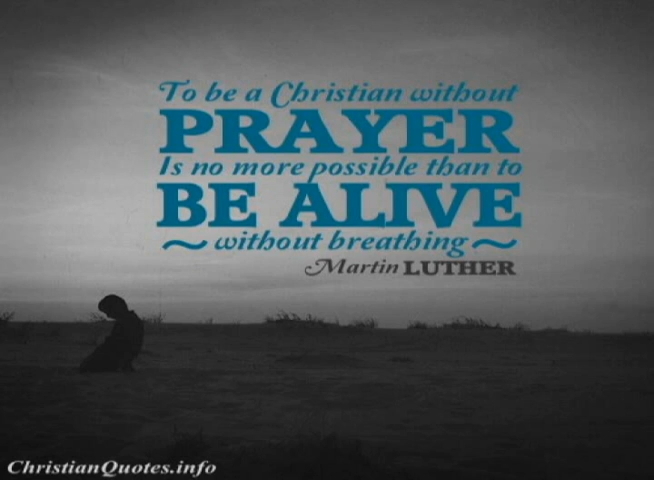 To be a Christian without
PRAYER
Is no more possible than to
BE ALIVE
without breathing
Martin LUTHER
ChristianQuotes.info